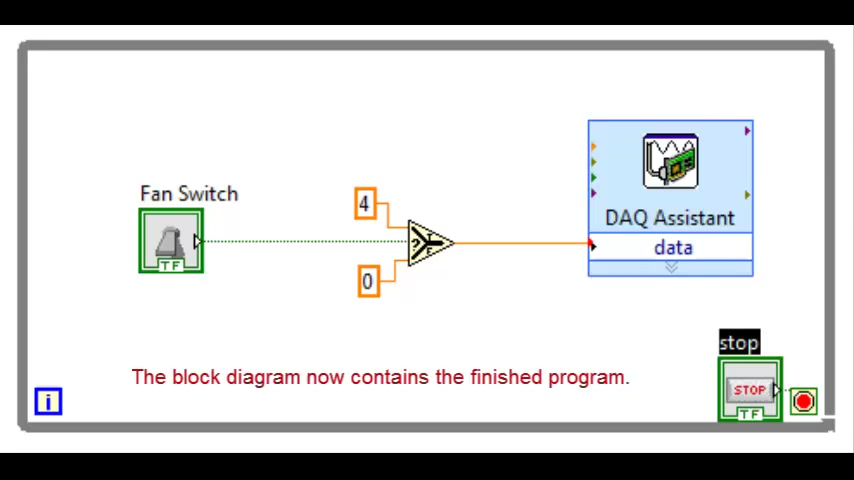 Fan Switch
TF
4
?
T
F
0
DAQ Assistant
data
stop
STOP
TF
The block diagram now contains the finished program.
i